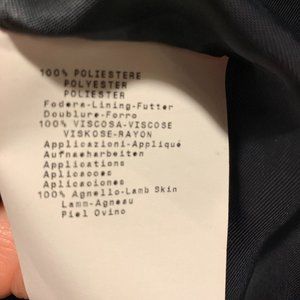 100% POLIESTERE
POLYESTER
POLIESTER
Fodera-Lining-Futter
Doublure-Forro
100% VISCOSA-VISCOSE
VISKOSE-RAYON
Applicazioni-Appliqué
Aufnaeharbeiten
Applications
Aplicacoes
Aplicaciones
100% Agnello-Lamb Skin
Lamm-Agneau
Piel Ovino